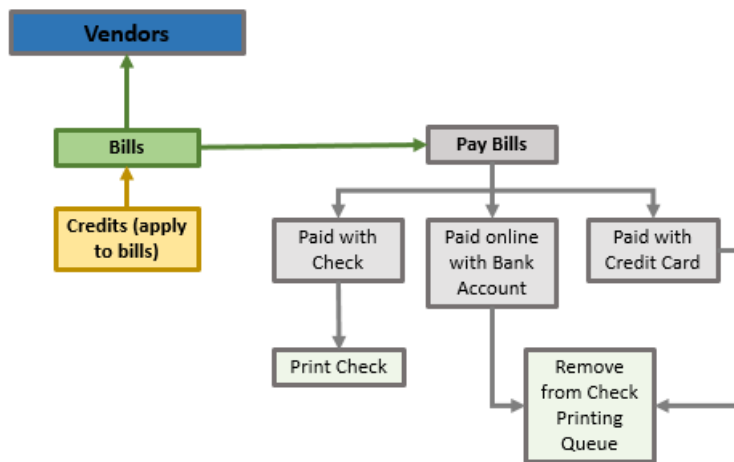 Vendors
Bills
Pay Bills
Credits (apply
to bills)
Paid with
Check
Paid online
with Bank
Account
Paid with
Credit Card
Print Check
Remove
from Check
Printing
Queue